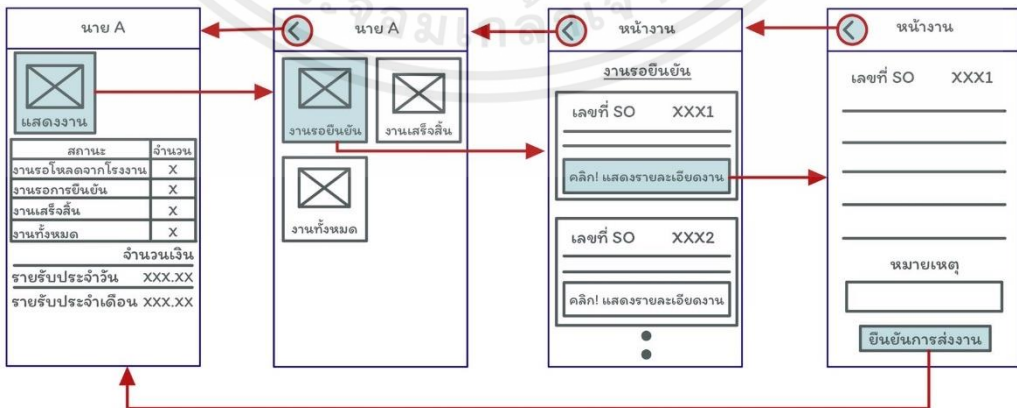 นาย A
แสดงงาน
สถานะ จำนวน
งานรอโหลดจากโรงงาน X
งานรอการยืนยัน X
งานเสร็จสิ้น X
งานทั้งหมด X
จำนวนเงิน
รายรับประจำวัน XXX.XX
รายรับประจำเดือน XXX.XX
นาย A
งานรอยืนยัน งานเสร็จสิ้น
งานทั้งหมด
หน้างาน
งานรอยืนยัน
เลขที่ SO XXX1
คลิก! แสดงรายละเอียดงาน
เลขที่ SO XXX2
คลิก! แสดงรายละเอียดงาน
หน้างาน
เลขที่ SO XXX1
หมายเหตุ
ยืนยันการส่งงาน